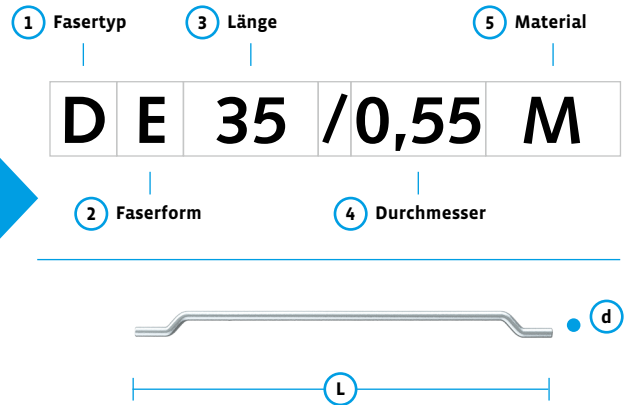 1 Fasertyp 3 Länge 5 Material
D E 35 / 0,55 M
2 Faserform 4 Durchmesser
d
L